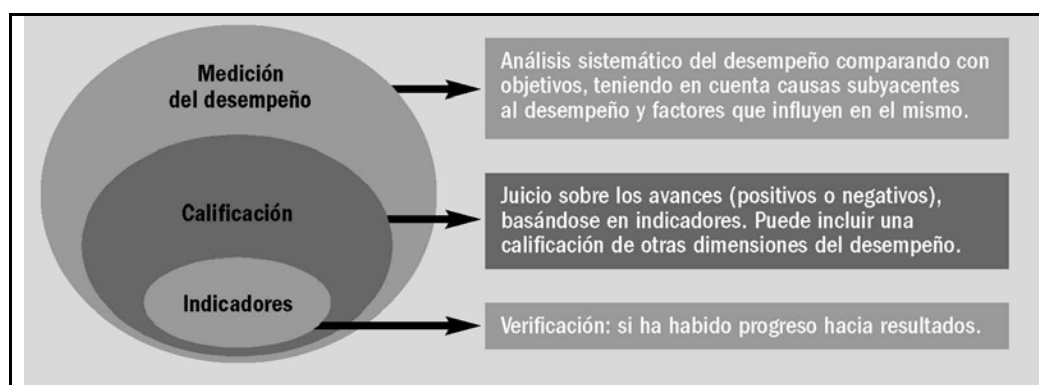 Medición
del desempeño
Análisis sistemático del desempeño comparando con
objetivos, teniendo en cuenta causas subyacentes
al desempeño y factores que influyen en el mismo.
Calificación
Juicio sobre los avances (positivos o negativos),
basándose en indicadores. Puede incluir una
calificación de otras dimensiones del desempeño.
Indicadores
Verificación: si ha habido progreso hacia resultados.